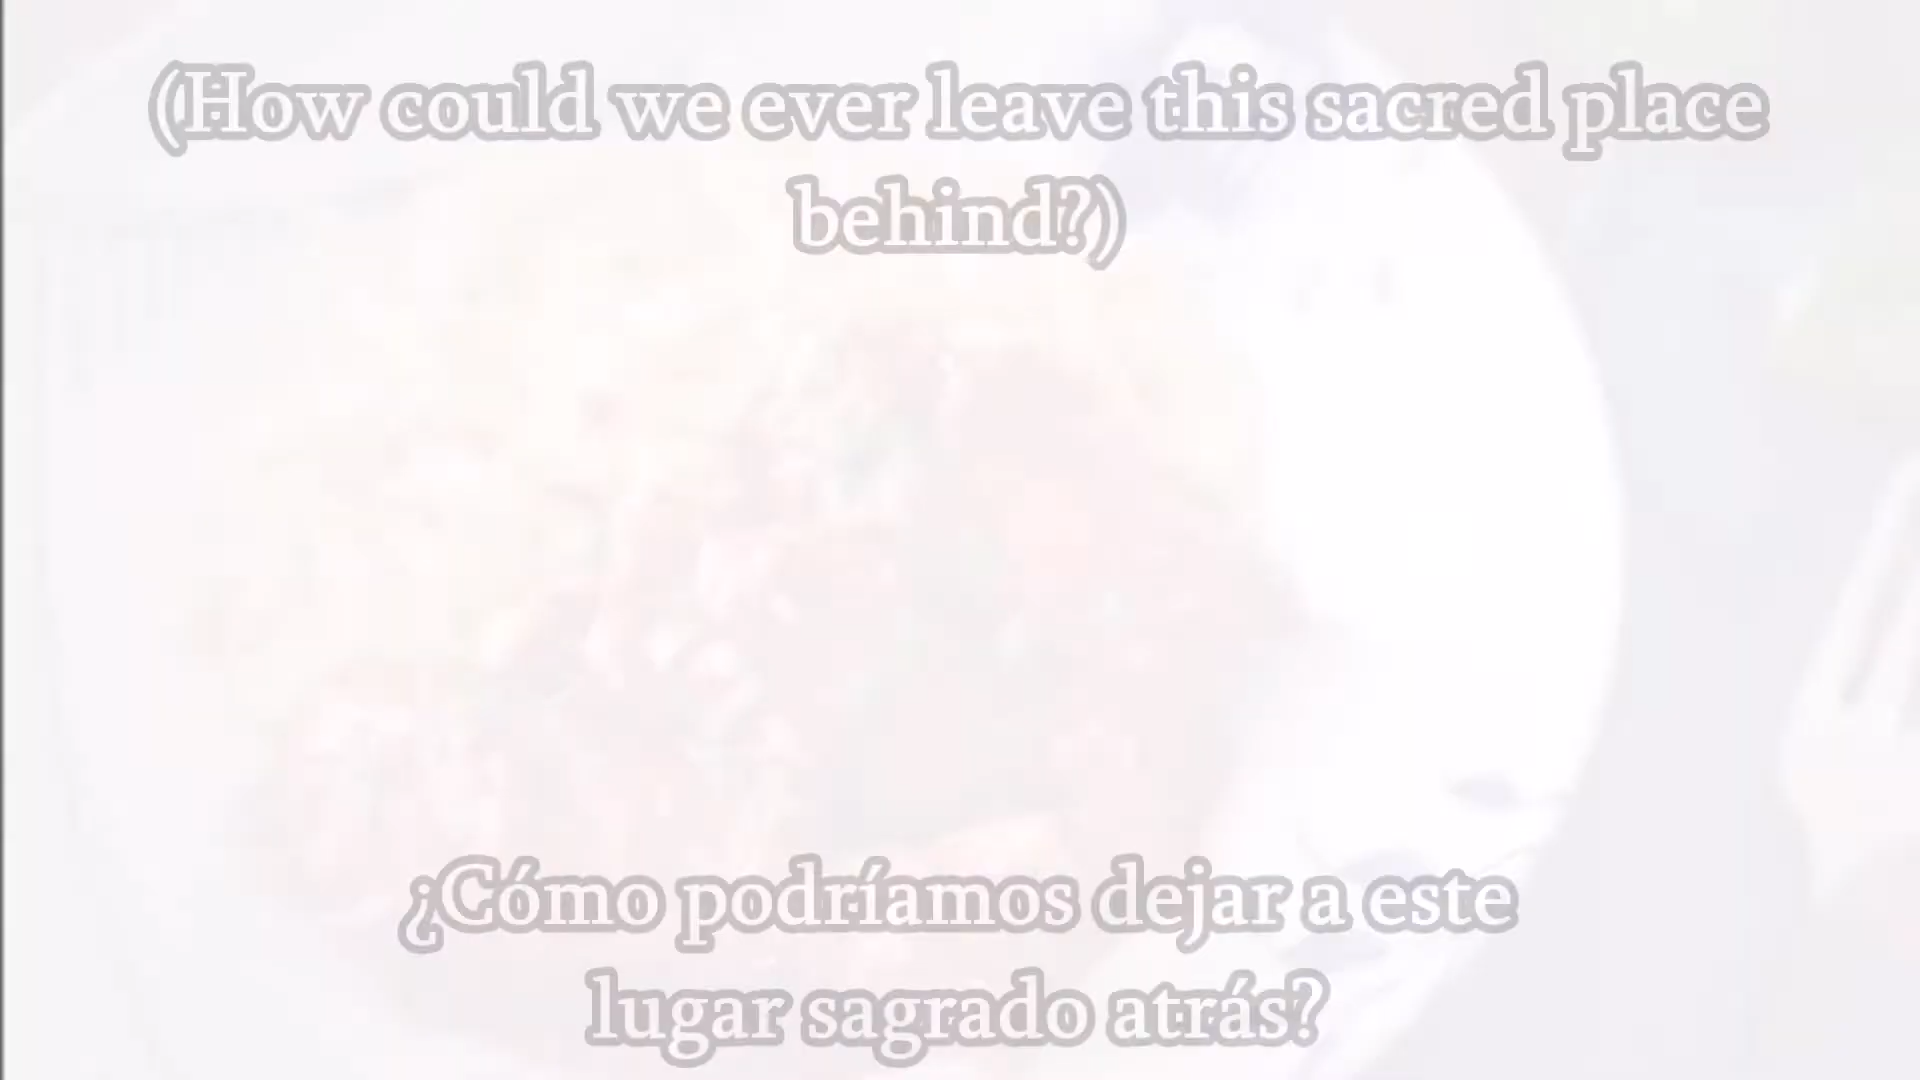 (How could we ever leave this sacred place
behind?)
¿Cómo podríamos dejar a este
lugar sagrado atrás?